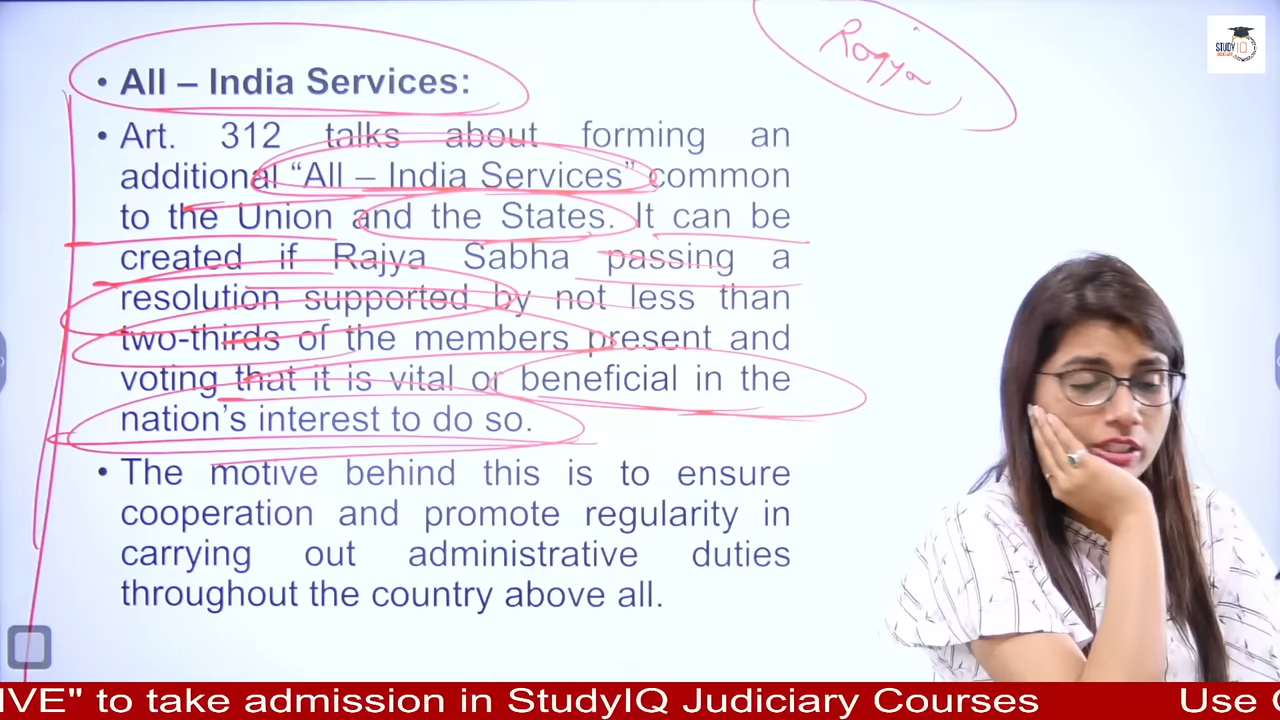 • All – India Services:
Rajya
STUDY IQ
• Art. 312 talks about forming an
additional “All – India Services” common
to the Union and the States. It can be
created if Rajya Sabha passing a
resolution supported by not less than
two-thirds of the members present and
voting that it is vital or beneficial in the
nation’s interest to do so.
• The motive behind this is to ensure
cooperation and promote regularity in
carrying out administrative duties
throughout the country above all.
IVE" to take admission in StudyIQ Judiciary Courses
Use